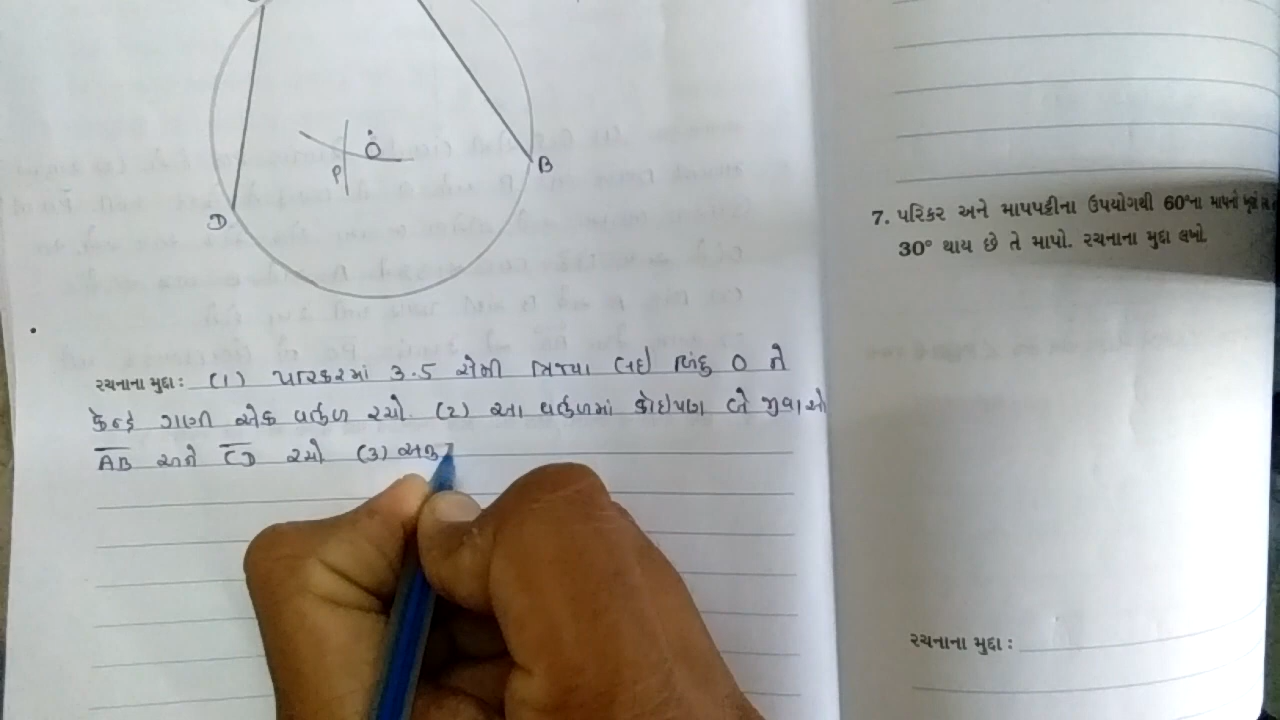 O
P
B
D
રચનાના મુદ્દા : (1) પરિકરમાં 3.5 સેમી ત્રિજ્યા લઈ બિંદુ O ને
કેન્દ્ર ગણી એક વર્તુળ રચો. (2) આ વર્તુળમાં કોઈપણ બે જીવાઓ
AB અને CD રચો (3) અનુ
7. પરિકર અને માપપટ્ટીના ઉપયોગથી 60°ના માપનો ખૂણો
30° થાય છે તે માપો. રચનાના મુદ્દા લખો.
રચનાના મુદ્દા :